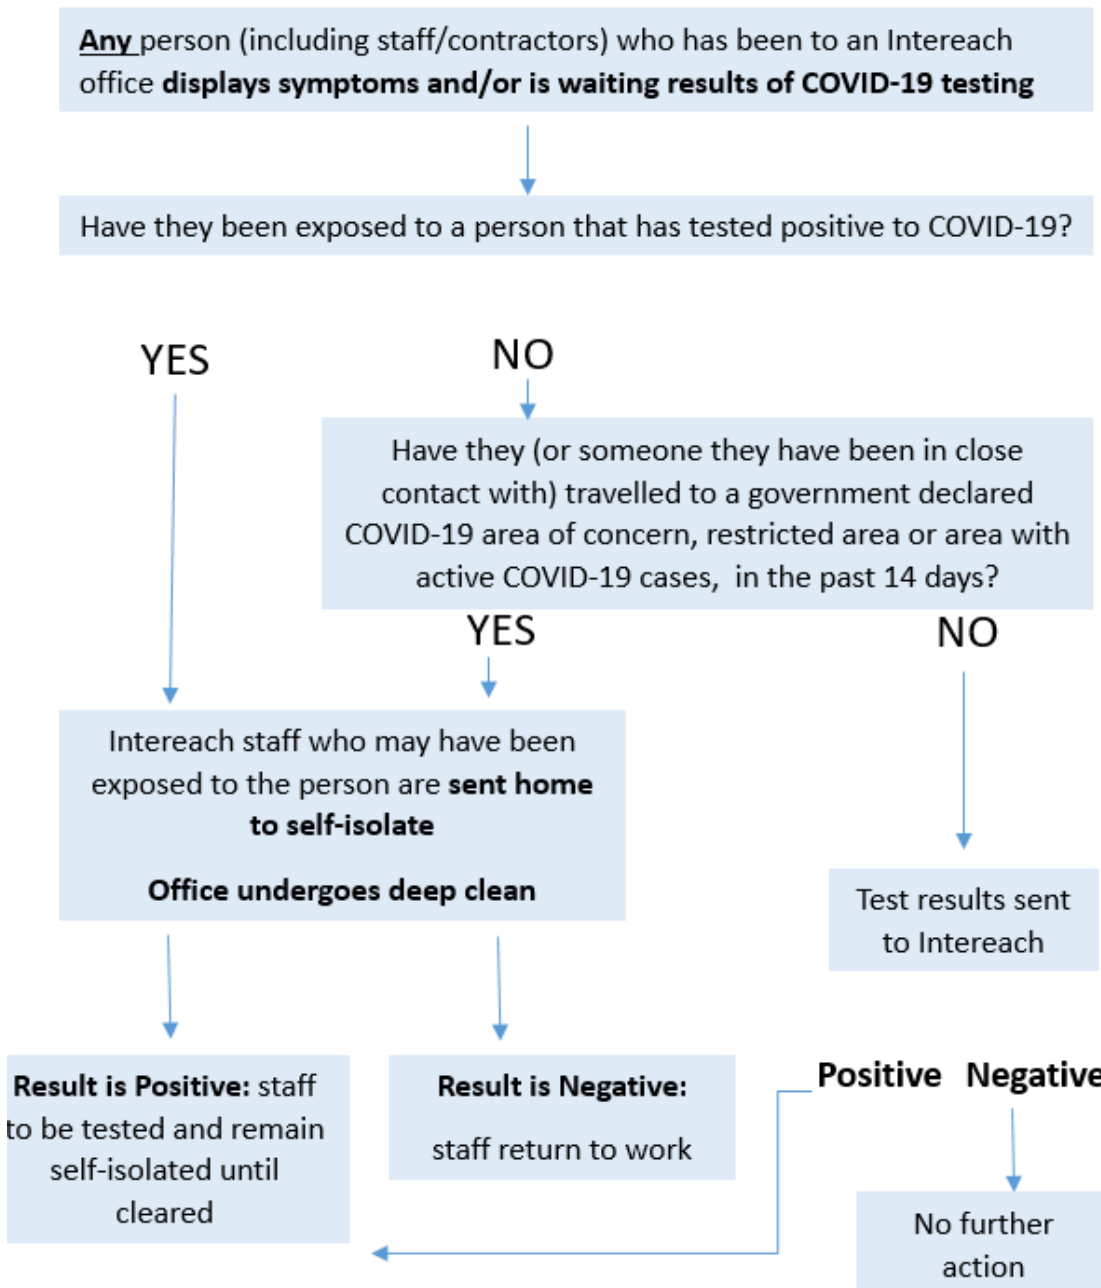 Any person (including staff/contractors) who has been to an Intereach
office displays symptoms and/or is waiting results of COVID-19 testing
Have they been exposed to a person that has tested positive to COVID-19?
YES
NO
Have they (or someone they have been in close
contact with) travelled to a government declared
COVID-19 area of concern, restricted area or area with
active COVID-19 cases, in the past 14 days?
YES
NO
Intereach staff who may have been
exposed to the person are sent home
to self-isolate
Office undergoes deep clean
Test results sent
to Intereach
Result is Positive: staff
to be tested and remain
self-isolated until
cleared
Result is Negative:
staff return to work
Positive Negative
No further
action